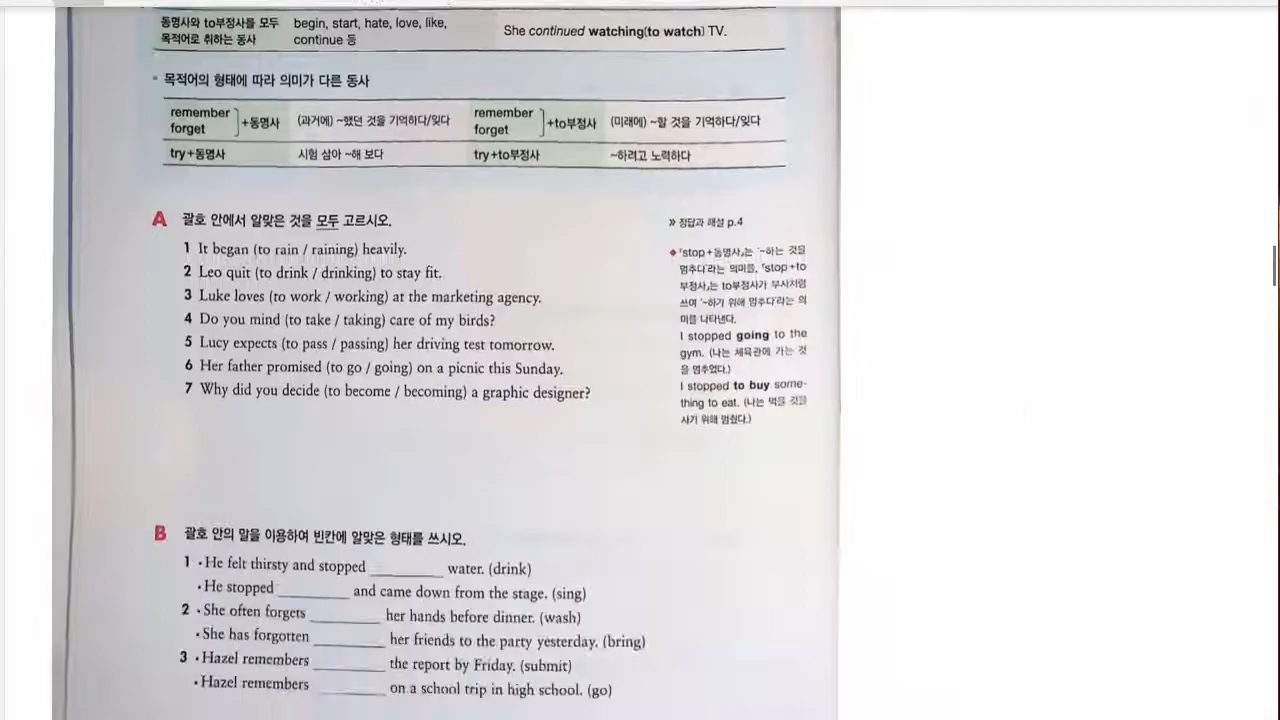 동명사와 to부정사를 모두 begin, start, hate, love, like,
목적어로 취하는 동사 continue 등 She continued watching(to watch) TV.
목적어의 형태에 따라 의미가 다른 동사
remember forget +동명사 (과거에) ~했던 것을 기억하다/잊다 remember forget +to부정사 (미래에) ~할 것을 기억하다/잊다
try+동명사 시험 삼아 ~해 보다 try+to부정사 ~하려고 노력하다
A 괄호 안에서 알맞은 것을 모두 고르시오.
1 It began (to rain / raining) heavily.
2 Leo quit (to drink / drinking) to stay fit.
3 Luke loves (to work / working) at the marketing agency.
4 Do you mind (to take / taking) care of my birds?
5 Lucy expects (to pass / passing) her driving test tomorrow.
6 Her father promised (to go / going) on a picnic this Sunday.
7 Why did you decide (to become / becoming) a graphic designer?
» 정답과 해설 p.4
◆「stop+동명사」는 '~하는 것을
멈추다'라는 의미를, 「stop+to
부정사」는 to부정사가 부사처럼
쓰여 '~하기 위해 멈추다'라는 의
미를 나타낸다.
I stopped going to the
gym. (나는 체육관에 가는 것
을 멈추었다.)
I stopped to buy some-
thing to eat. (나는 먹을 것을
사기 위해 멈췄다.)
B 괄호 안의 말을 이용하여 빈칸에 알맞은 형태를 쓰시오.
1 • He felt thirsty and stopped ________ water. (drink)
• He stopped ________ and came down from the stage. (sing)
2 • She often forgets ________ her hands before dinner. (wash)
• She has forgotten ________ her friends to the party yesterday. (bring)
3 • Hazel remembers ________ the report by Friday. (submit)
• Hazel remembers ________ on a school trip in high school. (go)